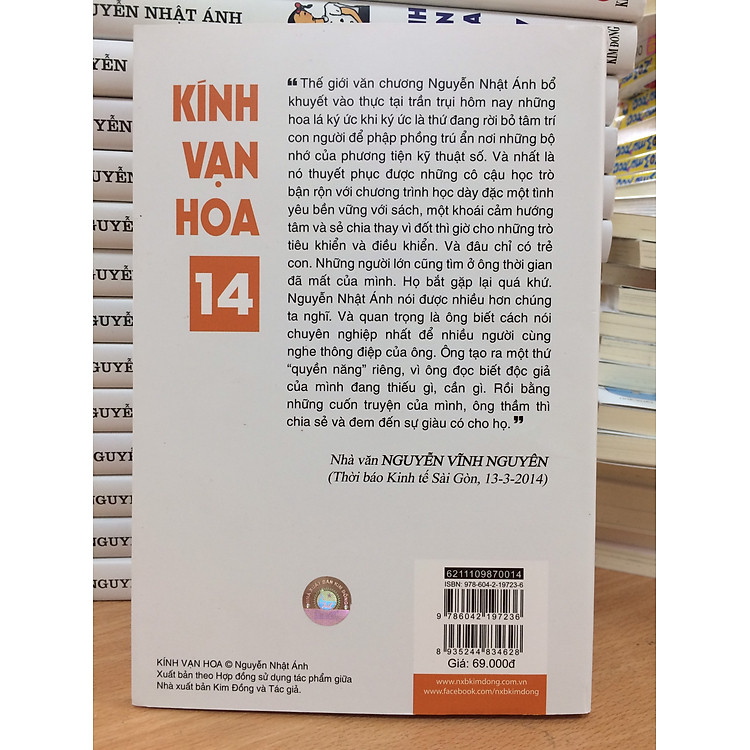 UYỄN NHẬT ÁNH
KIM ĐỒNG
KÍNH
VẠN
HOA
14
❝Thế giới văn chương Nguyễn Nhật Ánh bổ
khuyết vào thực tại trần trụi hôm nay những
hoa lá ký ức khi ký ức là thứ đang rời bỏ tâm trí
con người để phập phồng trú ẩn nơi những bộ
nhớ của phương tiện kỹ thuật số. Và nhất là
nó thuyết phục được những cô cậu học trò
bận rộn với chương trình học dày đặc một tình
yêu bền vững với sách, một khoái cảm hướng
tâm và sẻ chia thay vì đốt thì giờ cho những trò
tiêu khiển và điều khiển. Và đâu chỉ có trẻ
con. Những người lớn cũng tìm ở ông thời gian
đã mất của mình. Họ bắt gặp lại quá khứ.
Nguyễn Nhật Ánh nói được nhiều hơn chúng
ta nghĩ. Và quan trọng là ông biết cách nói
chuyên nghiệp nhất để nhiều người cùng
nghe thông điệp của ông. Ông tạo ra một thứ
“quyền năng” riêng, vì ông đọc biết độc giả
của mình đang thiếu gì, cần gì. Rồi bằng
những cuốn truyện của mình, ông thầm thì
chia sẻ và đem đến sự giàu có cho họ.❞
Nhà văn NGUYỄN VĨNH NGUYÊN
(Thời báo Kinh tế Sài Gòn, 13-3-2014)
6211109870014
ISBN: 978-604-2-19723-6
9 786042 197236
8 935244 834628
Giá: 69.000đ
www.nxbkimdong.com.vn
www.facebook.com/nxbkimdong
KÍNH VẠN HOA © Nguyễn Nhật Ánh
Xuất bản theo Hợp đồng sử dụng tác phẩm giữa
Nhà xuất bản Kim Đồng và Tác giả.